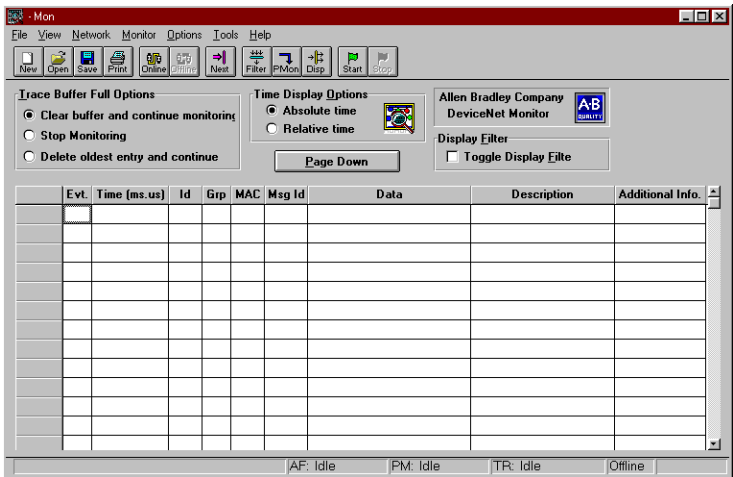 - Mon
File View Network Monitor Options Tools Help
New Open Save Print Online Offline Next Filter PMon Disp Start Stop
Trace Buffer Full Options
Clear buffer and continue monitoring
Stop Monitoring
Delete oldest entry and continue
Time Display Options
Absolute time
Relative time
Page Down
Allen Bradley Company
DeviceNet Monitor
A·B
QUALITY
Display Filter
Toggle Display Filte
Evt. Time (ms.us) Id Grp MAC Msg Id Data Description Additional Info.
AF: Idle PM: Idle TR: Idle Offline